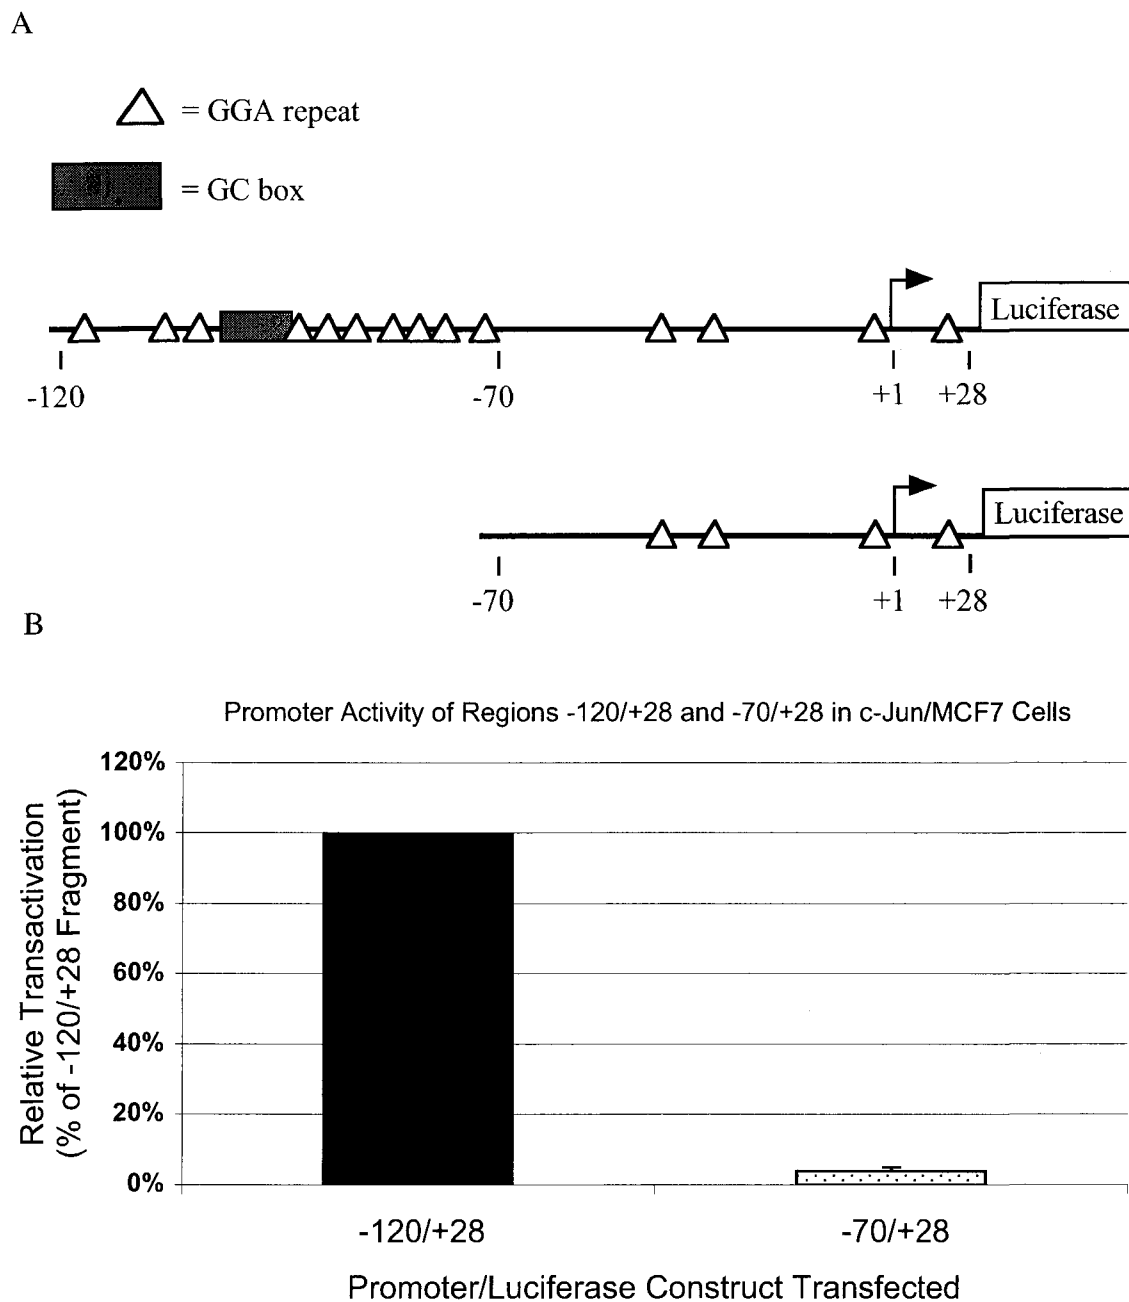 A
= GGA repeat
= GC box
Luciferase
-120
-70
+1
+28
Luciferase
-70
+1
+28
B
Promoter Activity of Regions -120/+28 and -70/+28 in c-Jun/MCF7 Cells
Relative Transactivation
(% of -120/+28 Fragment)
120%
100%
80%
60%
40%
20%
0%
-120/+28
-70/+28
Promoter/Luciferase Construct Transfected